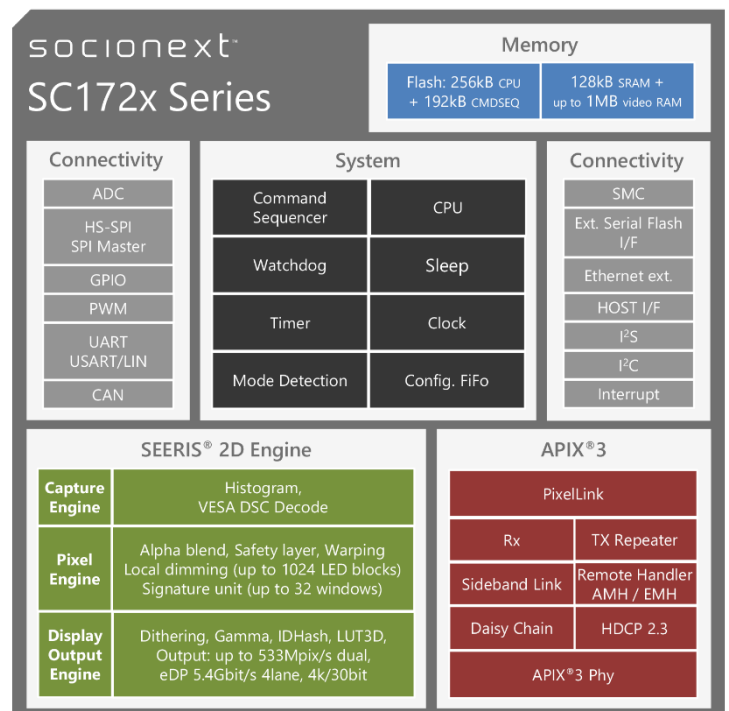 socionext™
SC172x Series
Memory
Flash: 256kB CPU
+ 192kB CMDSEQ
128kB SRAM +
up to 1MB video RAM
Connectivity
ADC
HS-SPI
SPI Master
GPIO
PWM
UART
USART/LIN
CAN
System
Command
Sequencer
CPU
Watchdog
Sleep
Timer
Clock
Mode Detection
Config. FiFo
Connectivity
SMC
Ext. Serial Flash
I/F
Ethernet ext.
HOST I/F
I²S
I²C
Interrupt
SEERIS® 2D Engine
Capture
Engine
Histogram,
VESA DSC Decode
Pixel
Engine
Alpha blend, Safety layer, Warping
Local dimming (up to 1024 LED blocks)
Signature unit (up to 32 windows)
Display
Output
Engine
Dithering, Gamma, IDHash, LUT3D,
Output: up to 533Mpix/s dual,
eDP 5.4Gbit/s 4lane, 4k/30bit
APIX®3
PixelLink
Rx
TX Repeater
Sideband Link
Remote Handler
AMH / EMH
Daisy Chain
HDCP 2.3
APIX®3 Phy